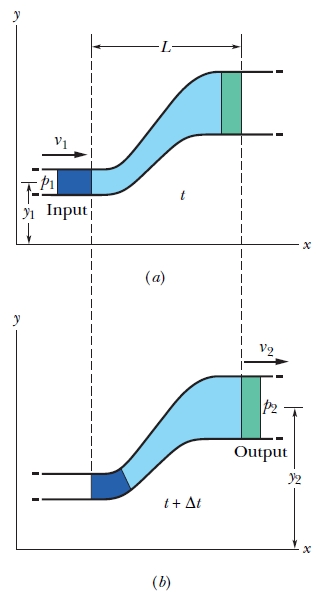 y
L
v₁
p₁
t
y₁ Input
x
(a)
y
v₂
p₂
Output
y₂
t + Δt
x
(b)